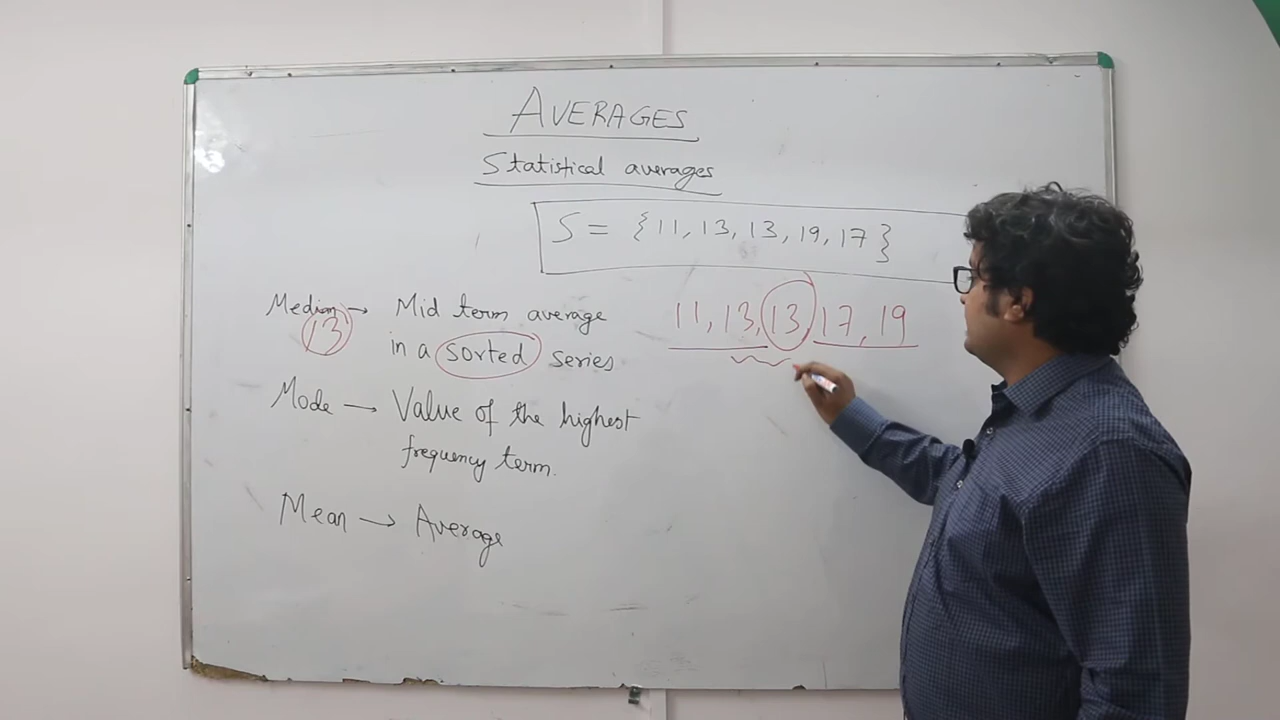 AVERAGES
Statistical averages
S = {11, 13, 13, 19, 17}
Median → Mid term average
13
in a sorted series
11, 13, 13, 17, 19
Mode → Value of the highest
frequency term.
Mean → Average